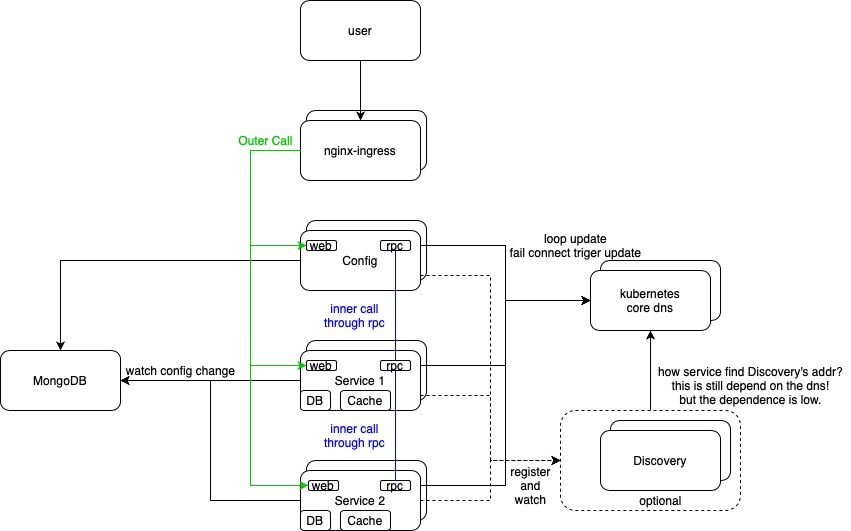 user
Outer Call
nginx-ingress
web
rpc
Config
loop update
fail connect triger update
kubernetes
core dns
inner call
through rpc
MongoDB
watch config change
web
rpc
Service 1
DB
Cache
how service find Discovery's addr?
this is still depend on the dns!
but the dependence is low.
inner call
through rpc
Discovery
optional
register
and
watch
web
rpc
Service 2
DB
Cache